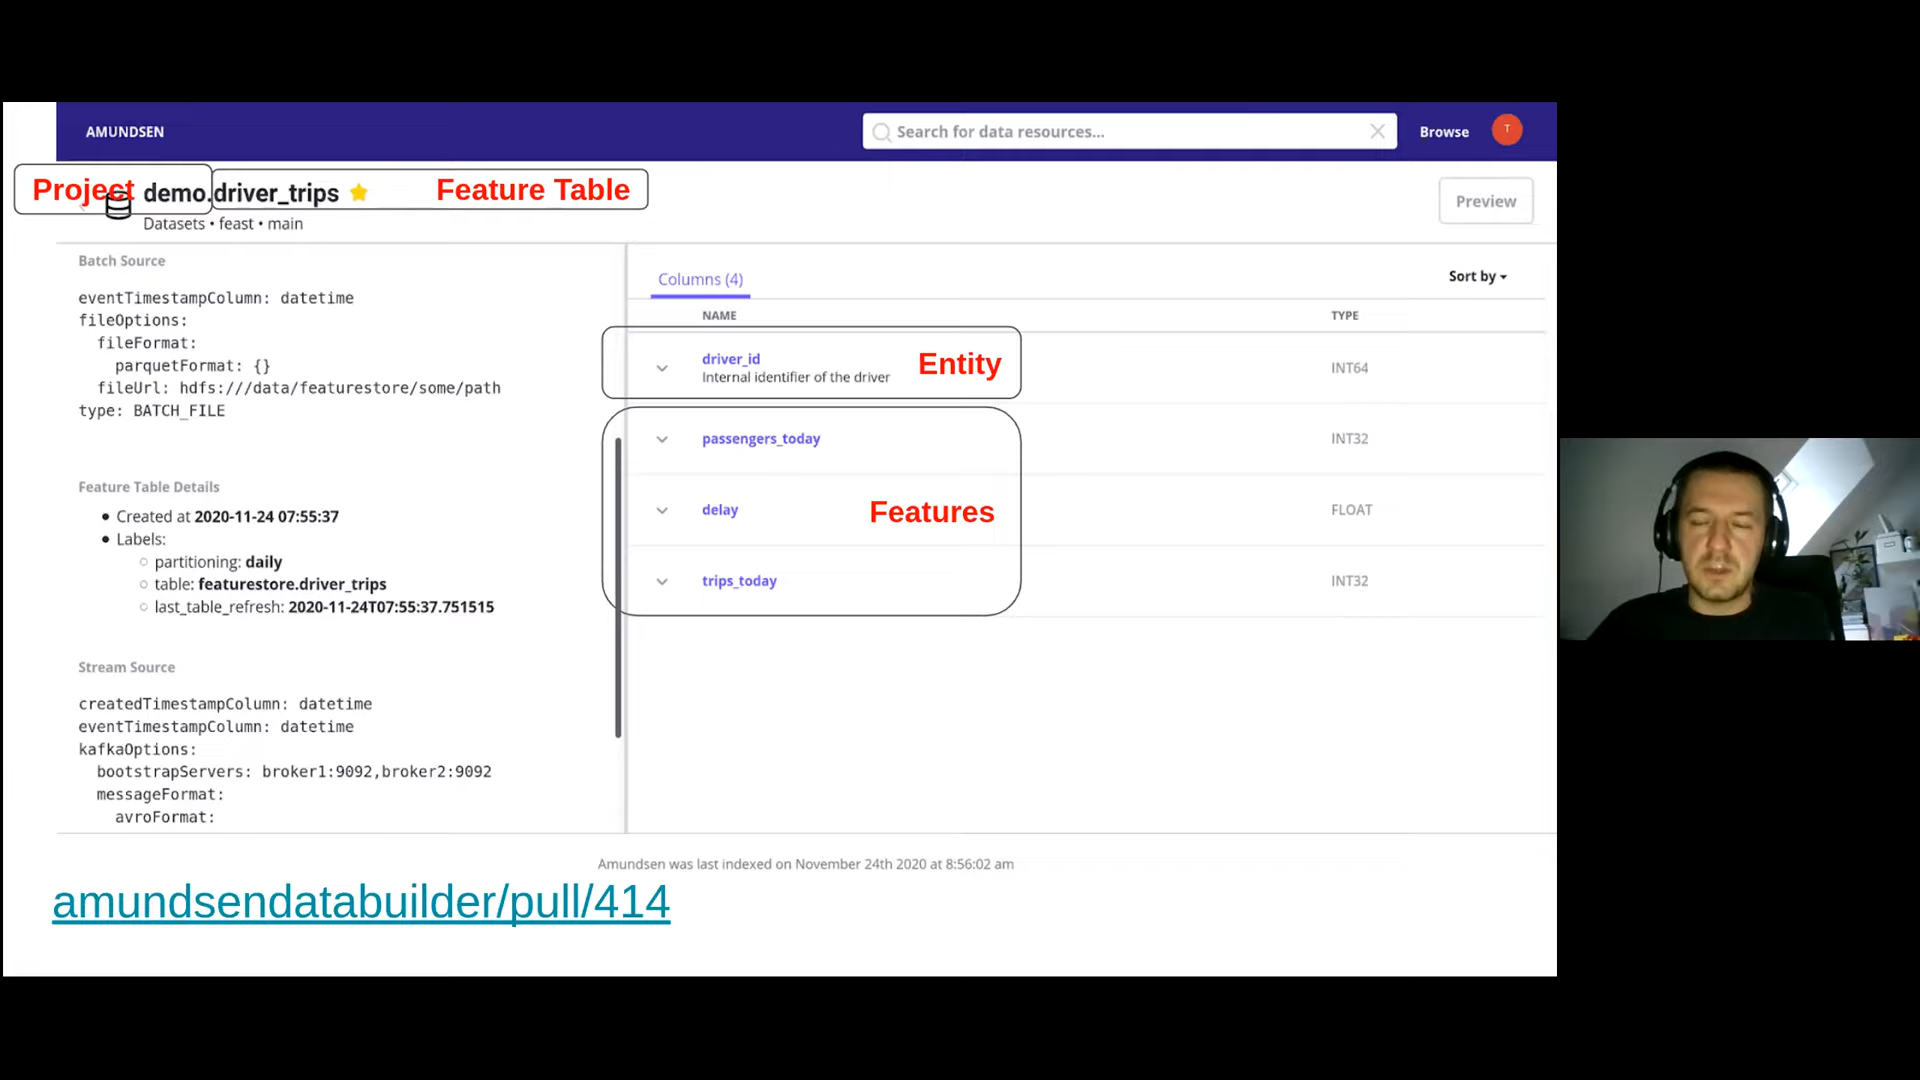 AMUNDSEN
Search for data resources...
Browse
T
Project
demo.driver_trips
Feature Table
Datasets • feast • main
Preview
Batch Source
eventTimestampColumn: datetime
fileOptions:
fileFormat:
parquetFormat: {}
fileUrl: hdfs:///data/featurestore/some/path
type: BATCH_FILE
Feature Table Details
• Created at 2020-11-24 07:55:37
• Labels:
○ partitioning: daily
○ table: featurestore.driver_trips
○ last_table_refresh: 2020-11-24T07:55:37.751515
Stream Source
createdTimestampColumn: datetime
eventTimestampColumn: datetime
kafkaOptions:
bootstrapServers: broker1:9092,broker2:9092
messageFormat:
avroFormat:
Columns (4)
Sort by
NAME TYPE
driver_id INT64
Internal identifier of the driver
Entity
passengers_today INT32
delay FLOAT
Features
trips_today INT32
Amundsen was last indexed on November 24th 2020 at 8:56:02 am
amundsendatabuilder/pull/414